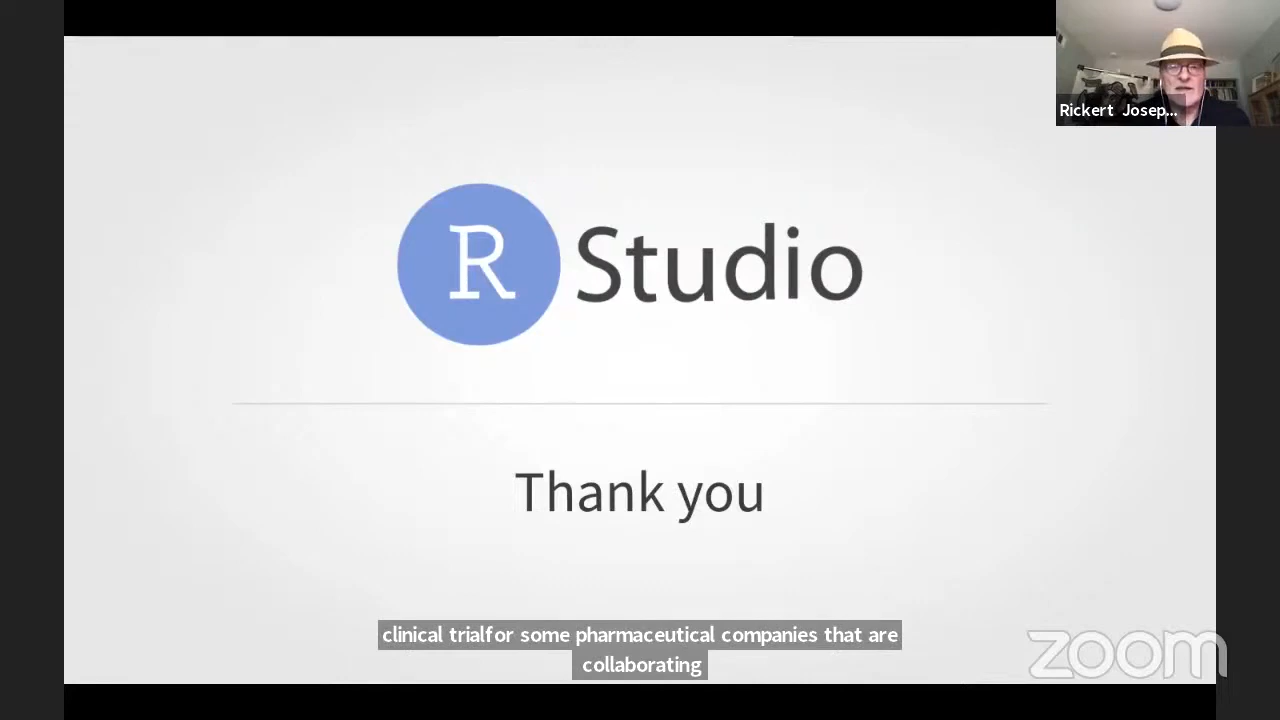 Rickert Josep...
R Studio
Thank you
clinical trialfor some pharmaceutical companies that are
collaborating
zoom